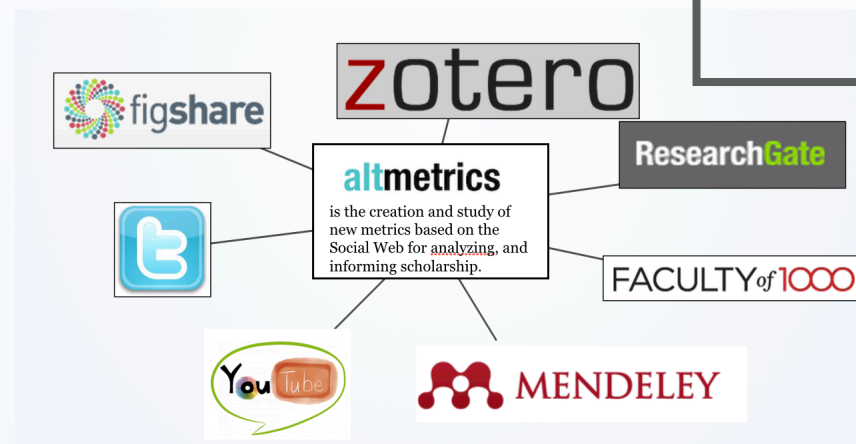 zotero
figshare
ResearchGate
altmetrics
is the creation and study of
new metrics based on the
Social Web for analyzing, and
informing scholarship.
t
FACULTY of 1000
You Tube
MENDELEY